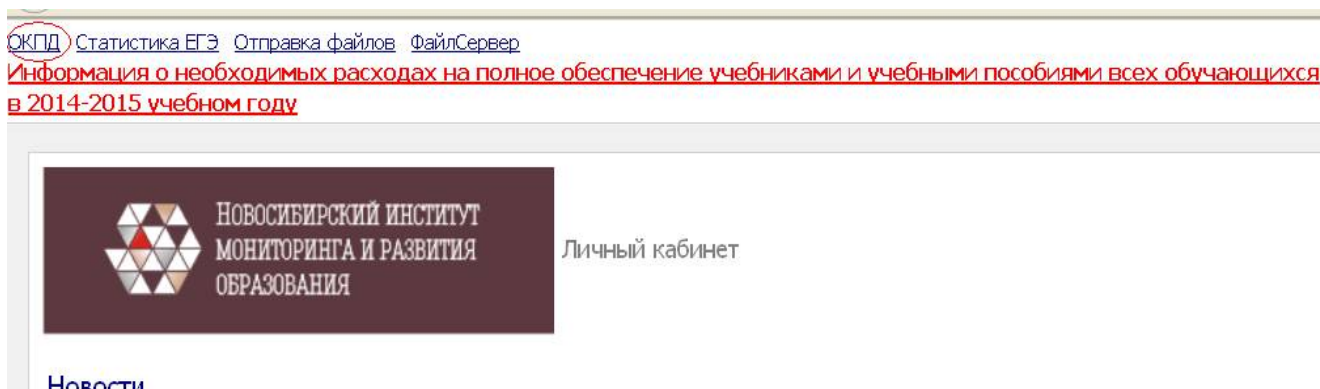 ОКПД Статистика ЕГЭ Отправка файлов ФайлСервер
Информация о необходимых расходах на полное обеспечение учебниками и учебными пособиями всех обучающихся
в 2014-2015 учебном году
НОВОСИБИРСКИЙ ИНСТИТУТ
МОНИТОРИНГА И РАЗВИТИЯ
ОБРАЗОВАНИЯ
Личный кабинет
Новости